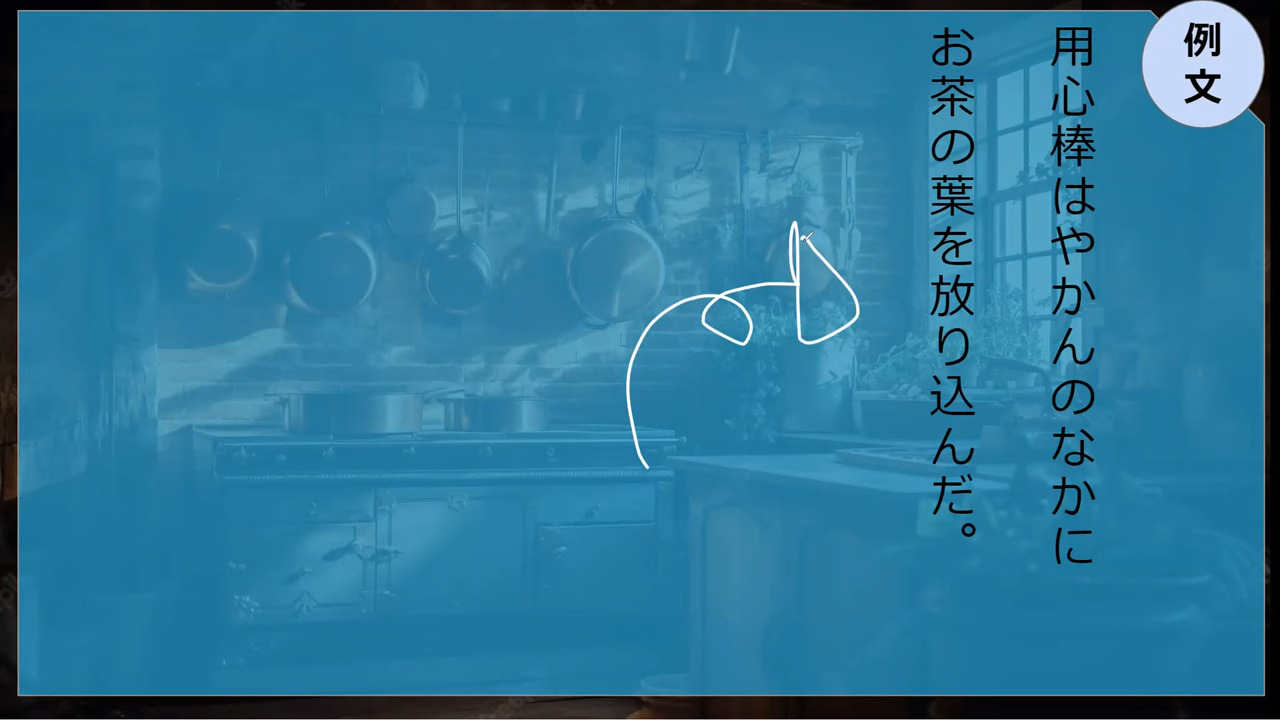 例文
用心棒はやかんのなかに
お茶の葉を放り込んだ。